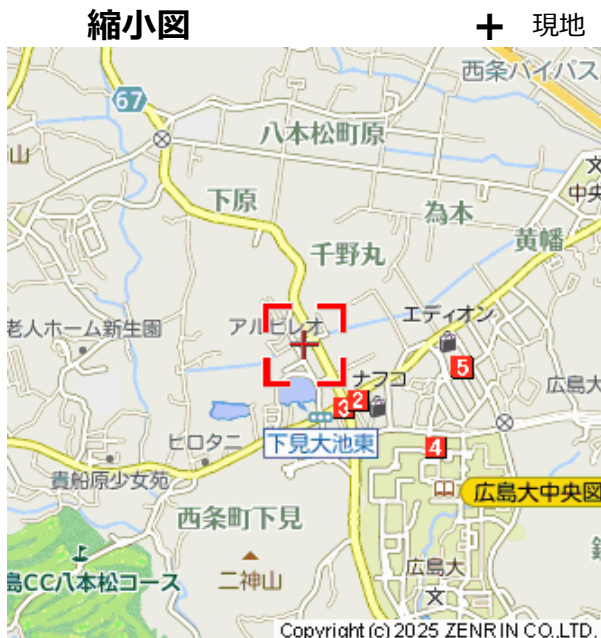 縮小図
＋ 現地
西条バイパス
67
八本松町原
山
文
中央
下原
為本
黄幡
千野丸
老人ホーム新生園
アルビレオ
エディオン
5
広島大
ナフコ
3 2
4
ヒロタニ
下見大池東
貴船原少女苑
広島大中央図
西条町下見
島CC八本松コース
二神山
広島大
文
Copyright (c) 2025 ZENRIN CO.,LTD.